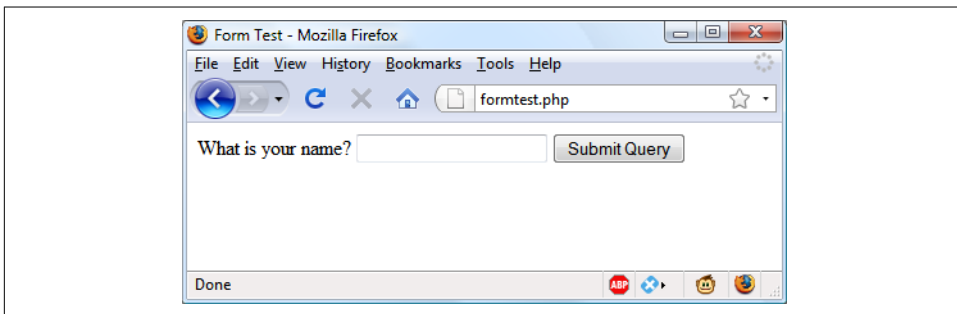 Form Test - Mozilla Firefox
File Edit View History Bookmarks Tools Help
formtest.php
What is your name? Submit Query
Done ABP